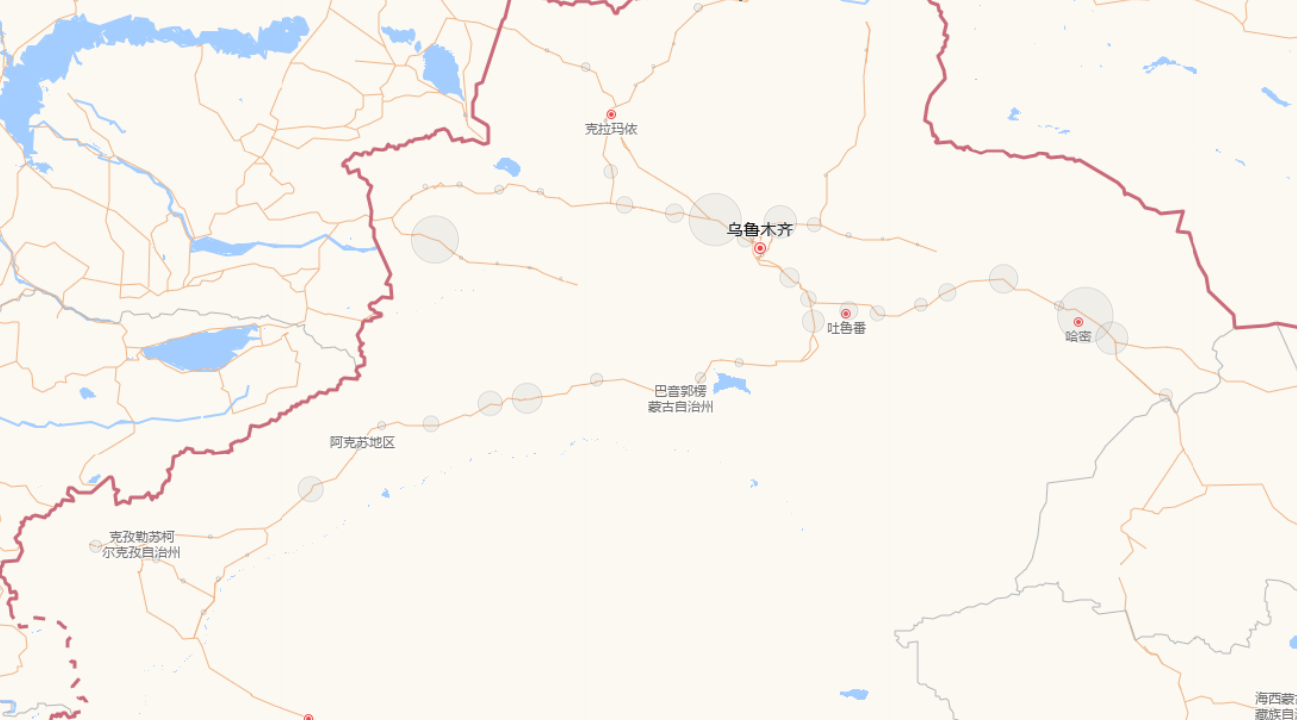 克拉玛依
乌鲁木齐
吐鲁番
哈密
巴音郭楞
蒙古自治州
阿克苏地区
克孜勒苏柯
尔克孜自治州
海西蒙古
藏族自治